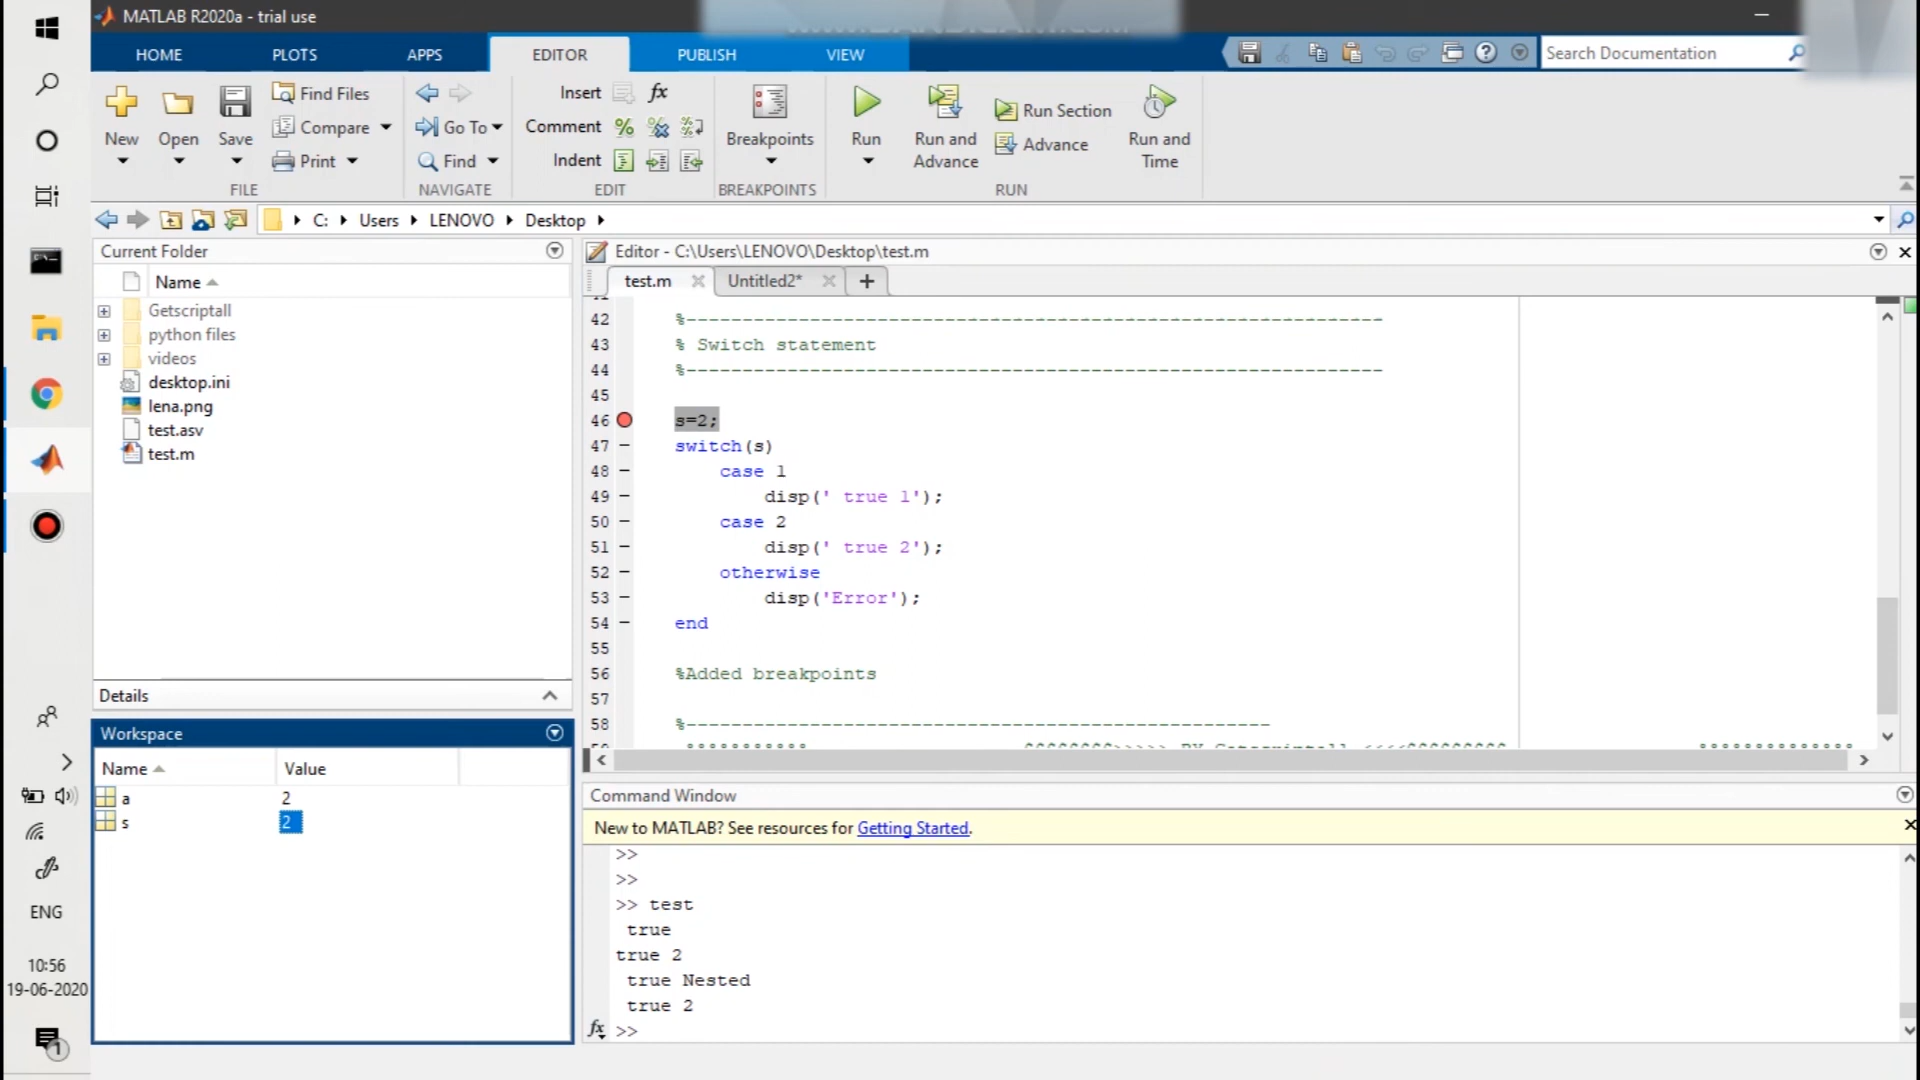 MATLAB R2020a - trial use
HOME PLOTS APPS EDITOR PUBLISH VIEW
Search Documentation
New Open Save
Find Files
Compare
Print
FILE
Go To
Find
NAVIGATE
Insert fx
Comment
Indent
EDIT
Breakpoints
BREAKPOINTS
Run
Run and Advance
Run Section
Advance
Run and Time
RUN
C: Users LENOVO Desktop
Current Folder
Name
Getscriptall
python files
videos
desktop.ini
lena.png
test.asv
test.m
Details
Workspace
Name Value
a 2
s 2
Editor - C:\Users\LENOVO\Desktop\test.m
test.m Untitled2* +
42 %--------------------------------------------------------------
43 % Switch statement
44 %--------------------------------------------------------------
45
46 s=2;
47 switch(s)
48 case 1
49 disp(' true 1');
50 case 2
51 disp(' true 2');
52 otherwise
53 disp('Error');
54 end
55
56 %Added breakpoints
57
58 %----------------------------------------------------
Command Window
New to MATLAB? See resources for Getting Started.
>>
>>
>> test
true
true 2
true Nested
true 2
fx >>
ENG
10:56
19-06-2020
1